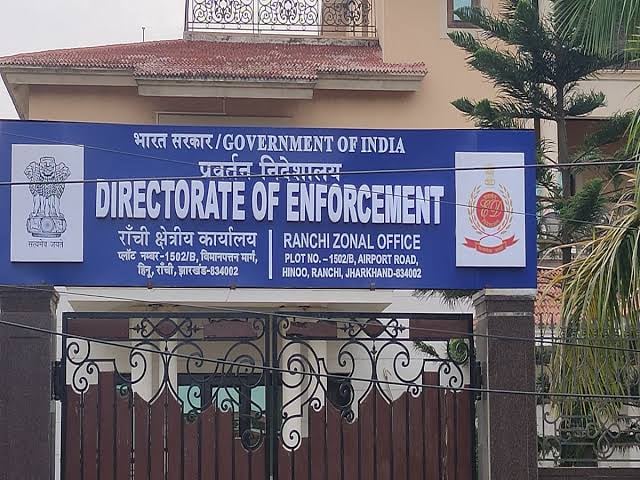 भारत सरकार/GOVERNMENT OF INDIA
प्रवर्तन निदेशालय
DIRECTORATE OF ENFORCEMENT
राँची क्षेत्रीय कार्यालय
प्लॉट नम्बर-1502/B, विमानपत्तन मार्ग,
हिनू, राँची, झारखंड-834002
RANCHI ZONAL OFFICE
PLOT NO. – 1502/B, AIRPORT ROAD,
HINOO, RANCHI, JHARKHAND-834002
सत्यमेव जयते
ED